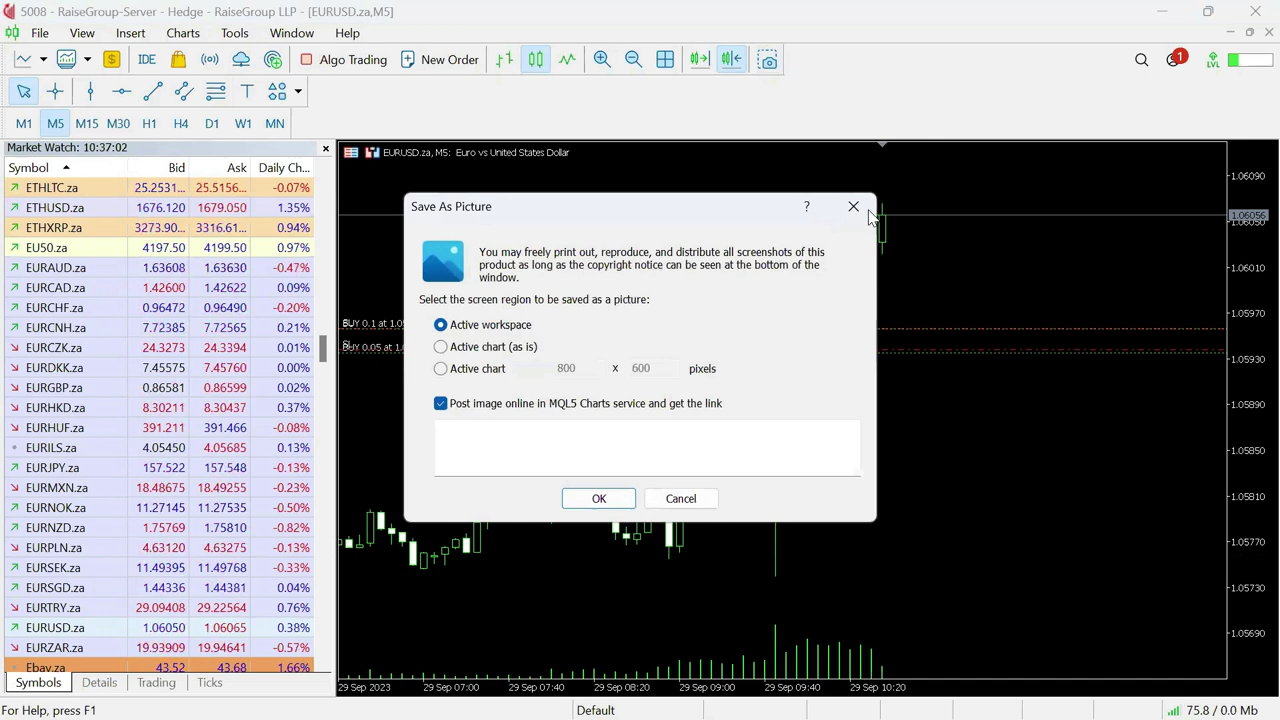 5008 - RaiseGroup-Server - Hedge - RaiseGroup LLP - [EURUSD.za,M5]
File View Insert Charts Tools Window Help
IDE Algo Trading New Order 1 LVL
M1 M5 M15 M30 H1 H4 D1 W1 MN
Market Watch: 10:37:02
Symbol Bid Ask Daily Ch...
ETHLTC.za 25.2531... 25.5156... -0.07%
ETHUSD.za 1676.120 1679.050 1.35%
ETHXRP.za 3273.90... 3316.61... 0.94%
EU50.za 4197.50 4199.50 0.97%
EURAUD.za 1.63608 1.63630 -0.47%
EURCAD.za 1.42600 1.42622 0.09%
EURCHF.za 0.96472 0.96490 -0.20%
EURCNH.za 7.72385 7.72565 0.21%
EURCZK.za 24.3273 24.3394 0.01%
EURDKK.za 7.45575 7.45760 0.00%
EURGBP.za 0.86581 0.86599 0.02%
EURHKD.za 8.30211 8.30437 0.37%
EURHUF.za 391.211 391.466 -0.08%
EURILS.za 4.05450 4.05685 0.13%
EURJPY.za 157.522 157.548 -0.13%
EURMXN.za 18.48675 18.49255 -0.23%
EURNOK.za 11.27145 11.27535 -0.50%
EURNZD.za 1.75769 1.75810 -0.82%
EURPLN.za 4.63120 4.63275 -0.13%
EURSEK.za 11.49395 11.49768 -0.33%
EURSGD.za 1.44336 1.44381 0.04%
EURTRY.za 29.09408 29.22564 0.76%
EURUSD.za 1.06050 1.06065 0.38%
EURZAR.za 19.93909 19.94641 -0.57%
Ebay.za 43.52 43.68 1.66%
Symbols Details Trading Ticks
EURUSD.za, M5: Euro vs United States Dollar
BUY 0.1 at 1.05
BUY 0.05 at 1.
Save As Picture ?
You may freely print out, reproduce, and distribute all screenshots of this
product as long as the copyright notice can be seen at the bottom of the
window.
Select the screen region to be saved as a picture:
Active workspace
Active chart (as is)
Active chart 800 x 600 pixels
Post image online in MQL5 Charts service and get the link
OK Cancel
1.06090
1.06056
1.06010
1.05970
1.05930
1.05890
1.05850
1.05810
1.05770
1.05730
1.05690
29 Sep 2023 29 Sep 07:00 29 Sep 07:40 29 Sep 08:20 29 Sep 09:00 29 Sep 09:40 29 Sep 10:20
For Help, press F1 Default 75.8 / 0.0 Mb